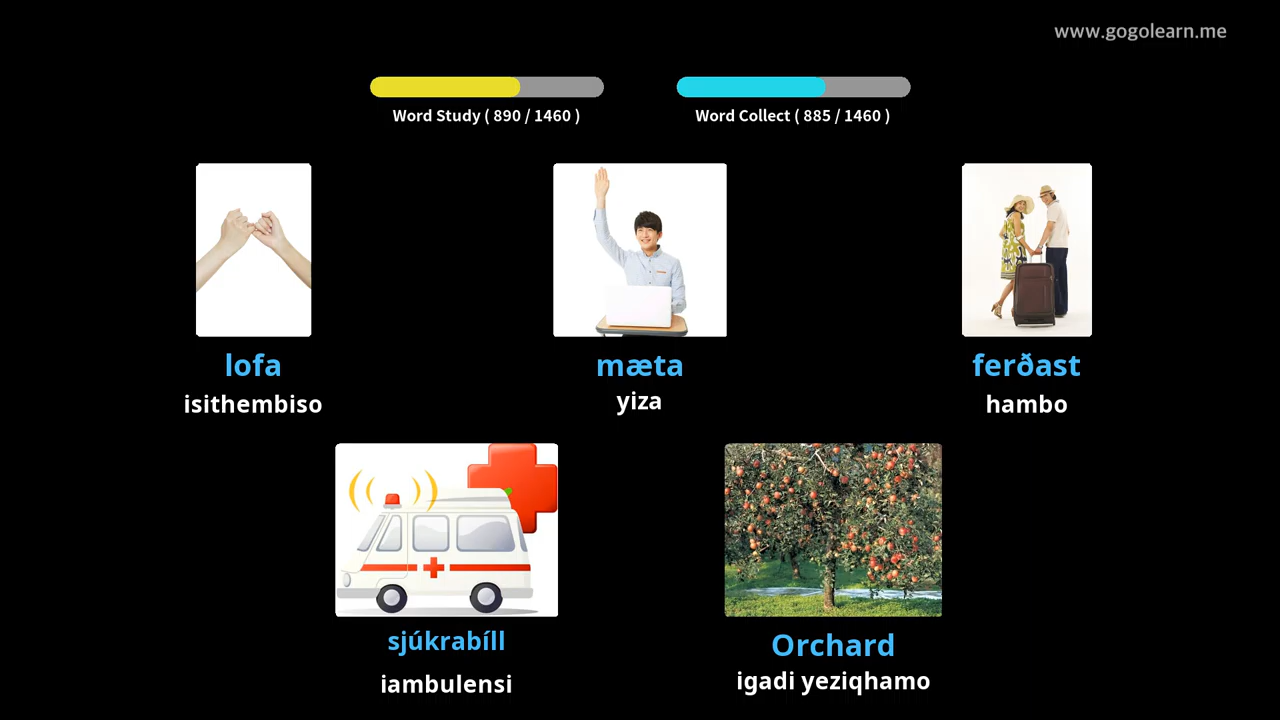 www.gogolearn.me
Word Study ( 890 / 1460 )
Word Collect ( 885 / 1460 )
lofa
isithembiso
mæta
yiza
ferðast
hambo
sjúkrabíll
iambulensi
Orchard
igadi yeziqhamo